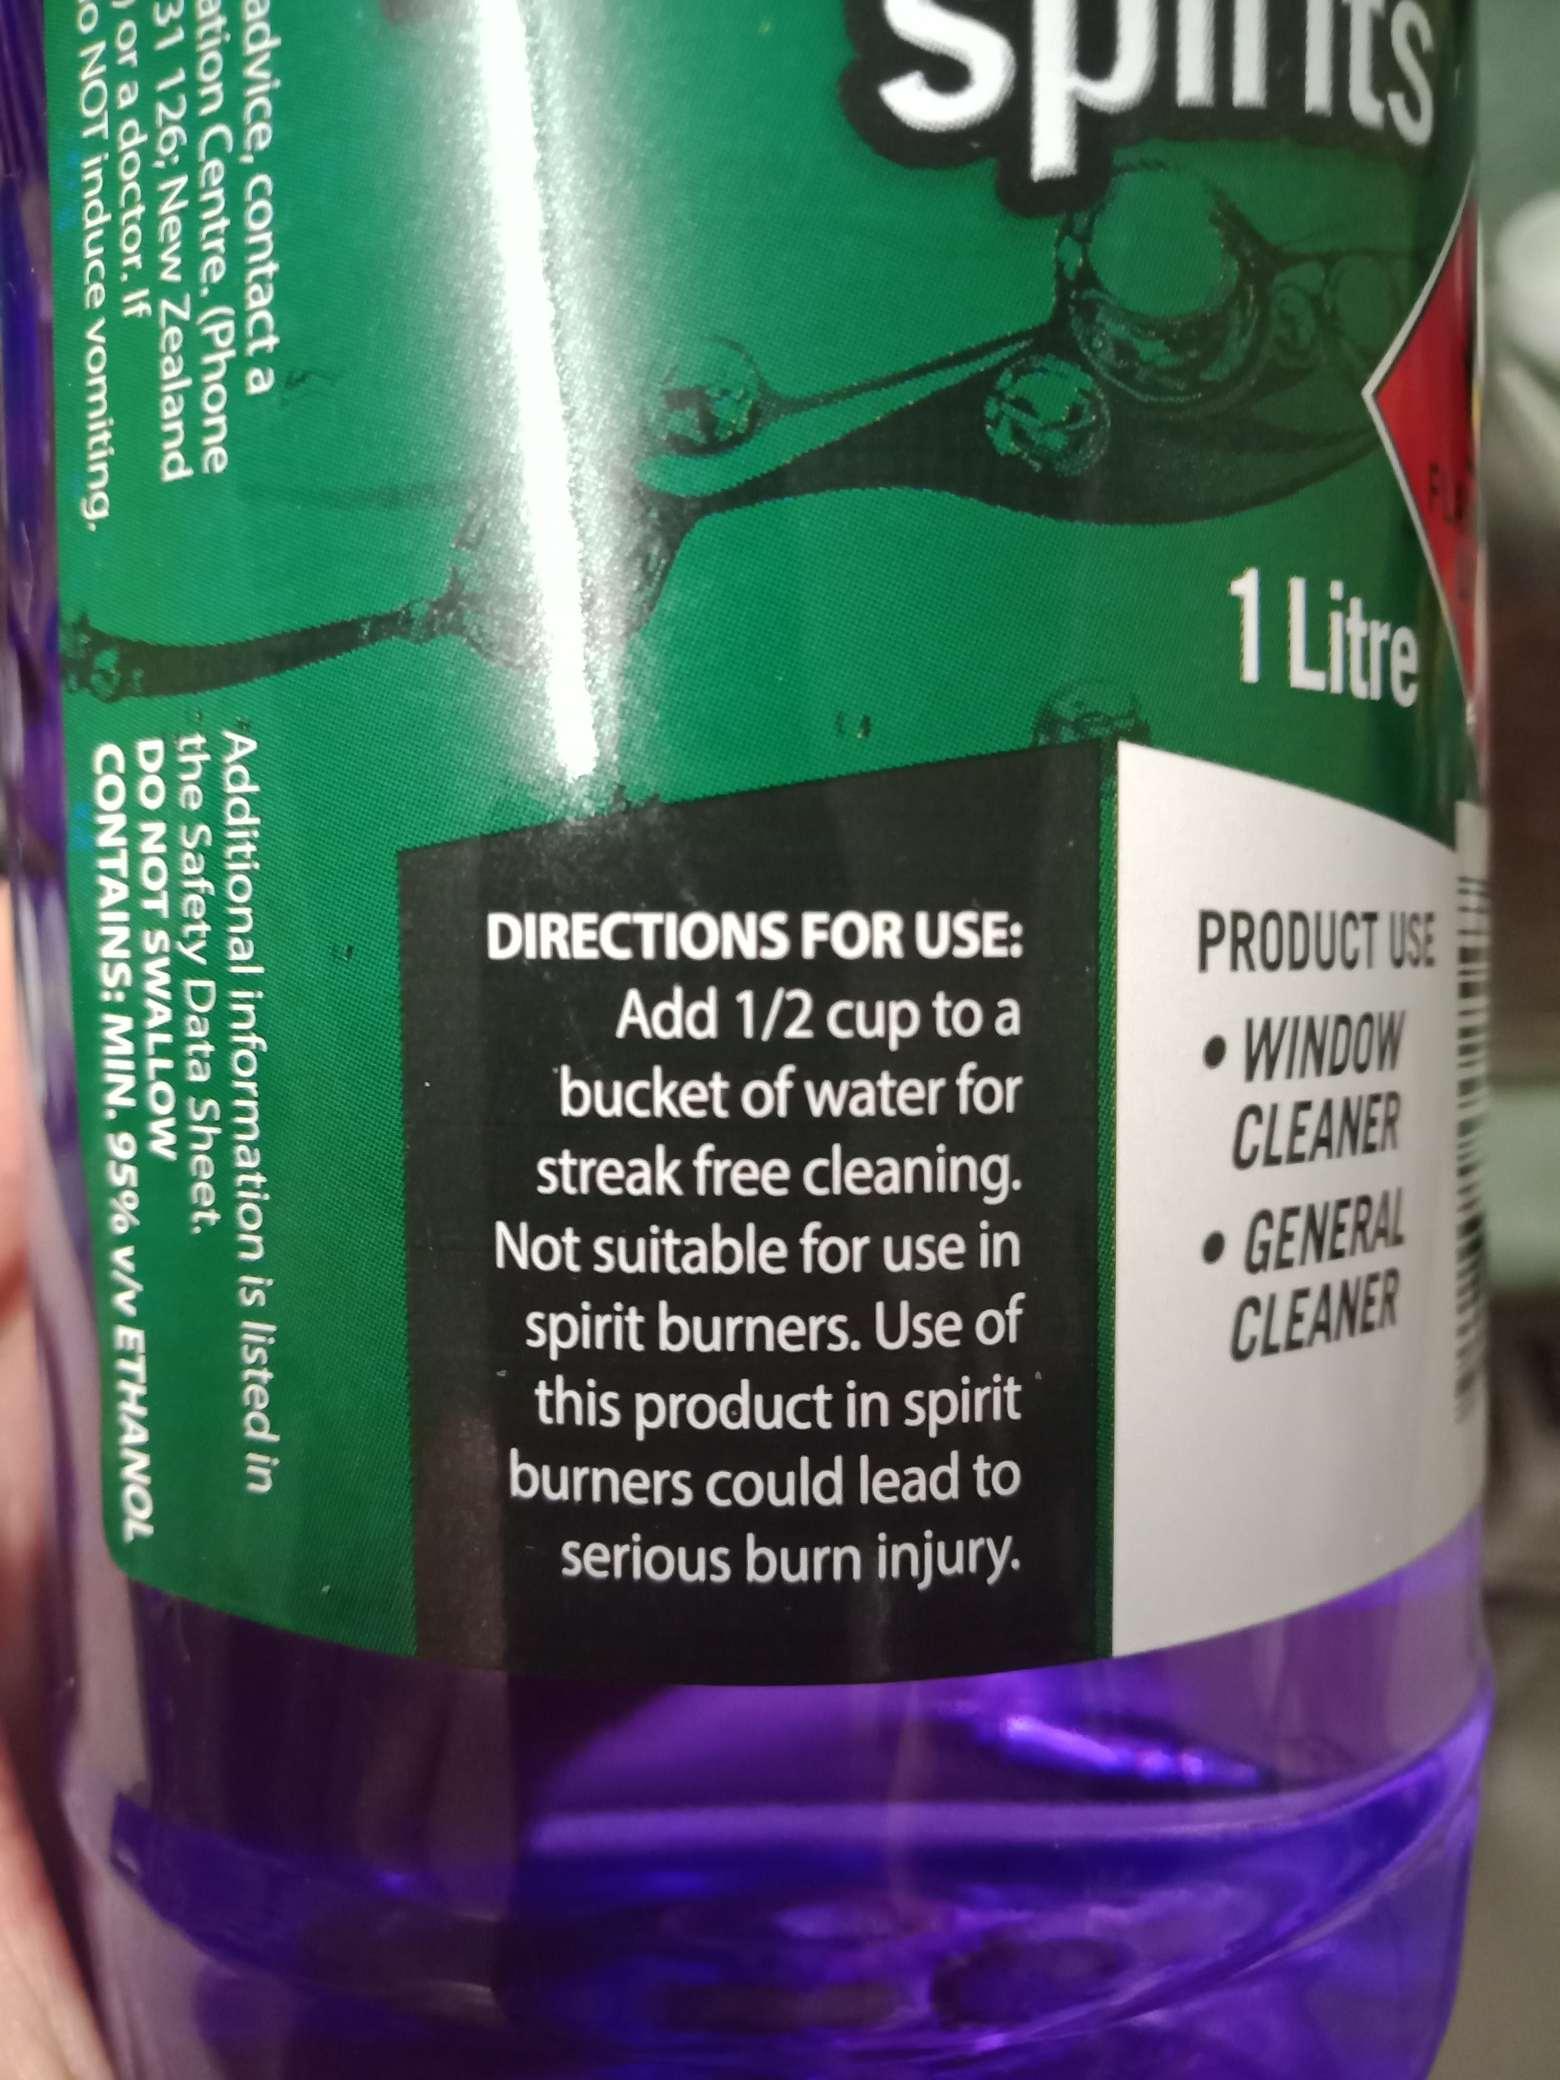 spirits
1 Litre
DIRECTIONS FOR USE:
Add 1/2 cup to a
bucket of water for
streak free cleaning.
Not suitable for use in
spirit burners. Use of
this product in spirit
burners could lead to
serious burn injury.
PRODUCT USE
• WINDOW
CLEANER
• GENERAL
CLEANER
advice, contact a
ation Centre. (Phone
31 126; New Zealand
) or a doctor. If
NOT induce vomiting.
Additional information is listed in
the Safety Data Sheet.
DO NOT SWALLOW
CONTAINS: MIN. 95% v/v ETHANOL